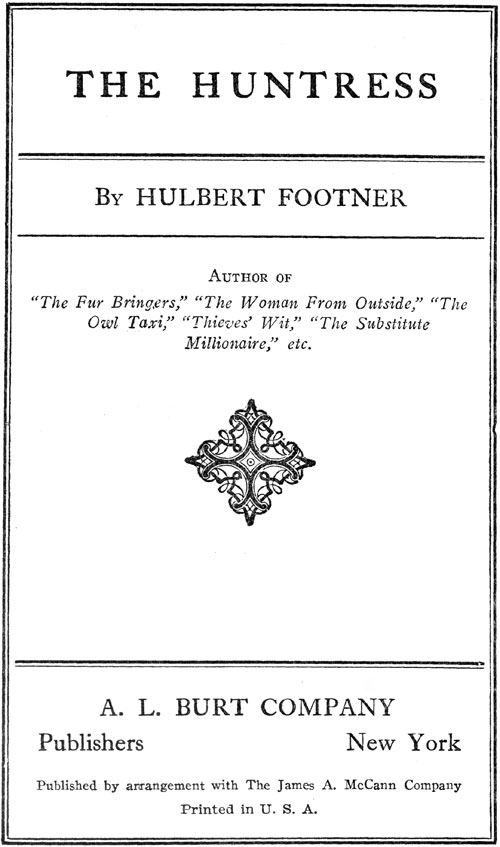 THE HUNTRESS
By HULBERT FOOTNER
Author of
“The Fur Bringers,” “The Woman From Outside,” “The
Owl Taxi,” “Thieves’ Wit,” “The Substitute
Millionaire,” etc.
A. L. BURT COMPANY
Publishers New York
Published by arrangement with The James A. McCann Company
Printed in U. S. A.